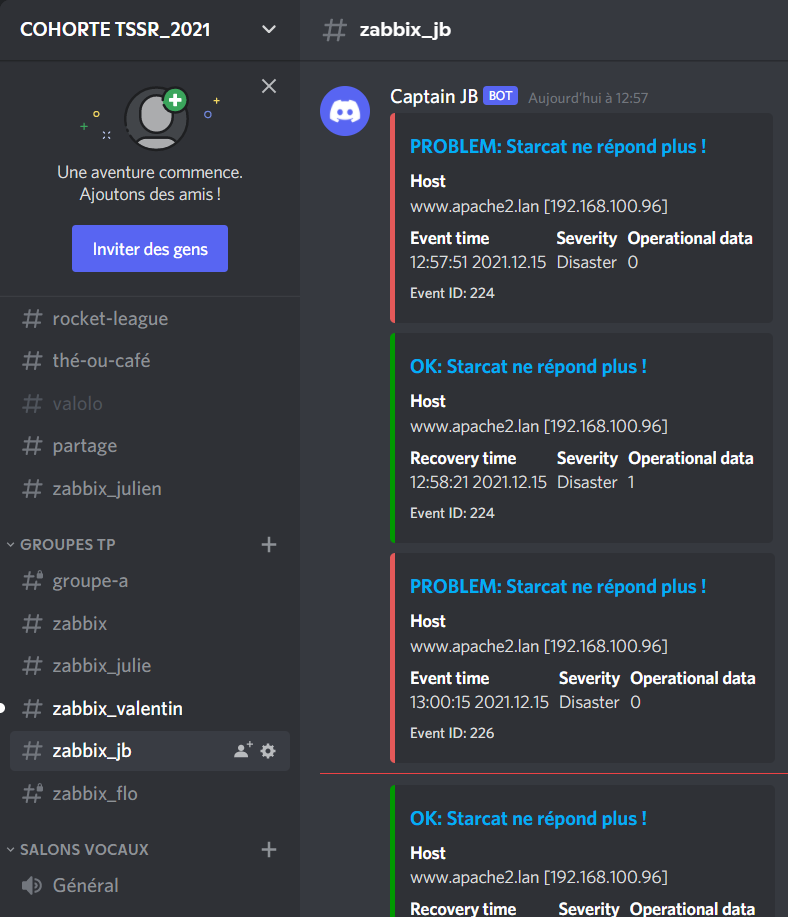 COHORTE TSSR_2021
Une aventure commence.
Ajoutons des amis !
Inviter des gens
rocket-league
thé-ou-café
valolo
partage
zabbix_julien
GROUPES TP
groupe-a
zabbix
zabbix_julie
zabbix_valentin
zabbix_jb
zabbix_flo
SALONS VOCAUX
Général
zabbix_jb
Captain JB BOT Aujourd'hui à 12:57
PROBLEM: Starcat ne répond plus !
Host
www.apache2.lan [192.168.100.96]
Event time Severity Operational data
12:57:51 2021.12.15 Disaster 0
Event ID: 224
OK: Starcat ne répond plus !
Host
www.apache2.lan [192.168.100.96]
Recovery time Severity Operational data
12:58:21 2021.12.15 Disaster 1
Event ID: 224
PROBLEM: Starcat ne répond plus !
Host
www.apache2.lan [192.168.100.96]
Event time Severity Operational data
13:00:15 2021.12.15 Disaster 0
Event ID: 226
OK: Starcat ne répond plus !
Host
www.apache2.lan [192.168.100.96]
Recovery time Severity Operational data